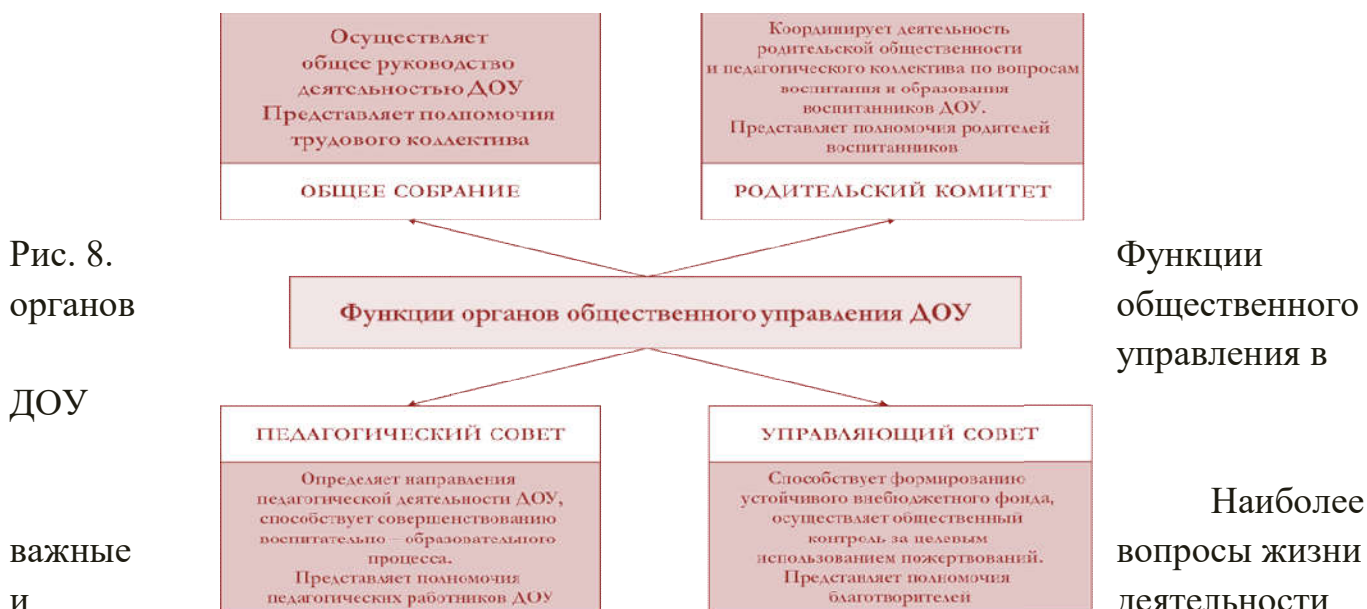 Осуществляет
общее руководство
деятельностью ДОУ
Представляет полномочия
трудового коллектива
ОБЩЕЕ СОБРАНИЕ
Координирует деятельность
родительской общественности
и педагогического коллектива по вопросам
воспитания и образования
воспитанников ДОУ.
Представляет полномочия родителей
воспитанников
РОДИТЕЛЬСКИЙ КОМИТЕТ
Рис. 8. Функции
органов общественного
управления в
ДОУ
Функции органов общественного управления ДОУ
ПЕДАГОГИЧЕСКИЙ СОВЕТ
Определяет направления
педагогической деятельности ДОУ,
способствует совершенствованию
воспитательно – образовательного
процесса.
Представляет полномочия
педагогических работников ДОУ
УПРАВЛЯЮЩИЙ СОВЕТ
Способствует формированию
устойчивого внебюджетного фонда,
осуществляет общественный
контроль за целевым
использованием пожертвований.
Представляет полномочия
благотворителей
Наиболее
важные вопросы жизни
и деятельности